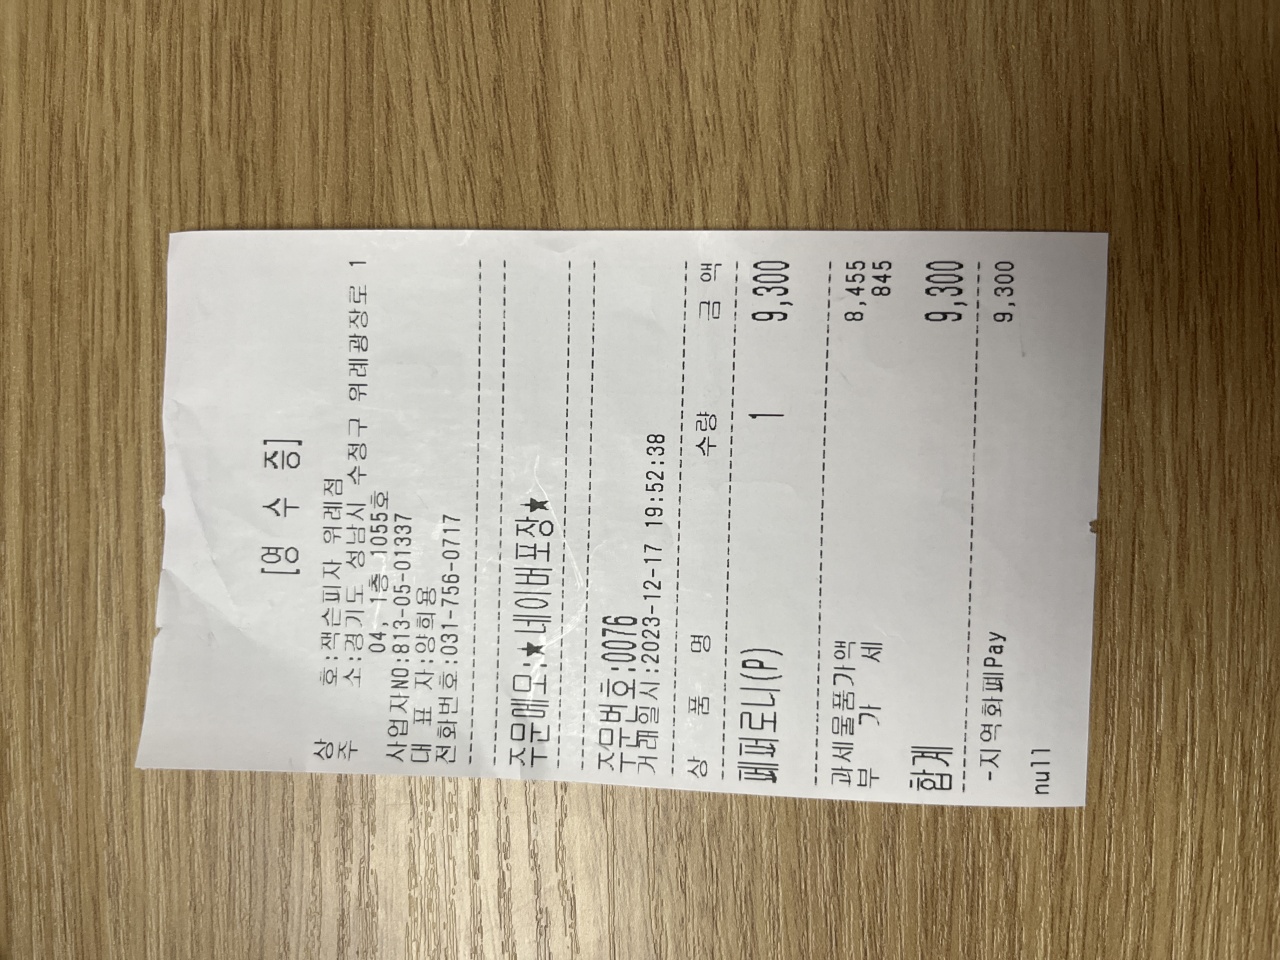 [영 수 증]
상 호:잭슨피자 위례점
주 소:경기도 성남시 수정구 위례광장로 1
04, 1층 1055호
사업자NO:813-05-01337
대 표 자:양희용
전화번호:031-756-0717
주문메모:★네이버포장★
주문번호:0076
거래일시:2023-12-17 19:52:38
상 품 명 수량 금 액
페퍼로니(P) 1 9,300
과세물품가액 8,455
부 가 세 845
합계 9,300
-지역화폐Pay 9,300
null